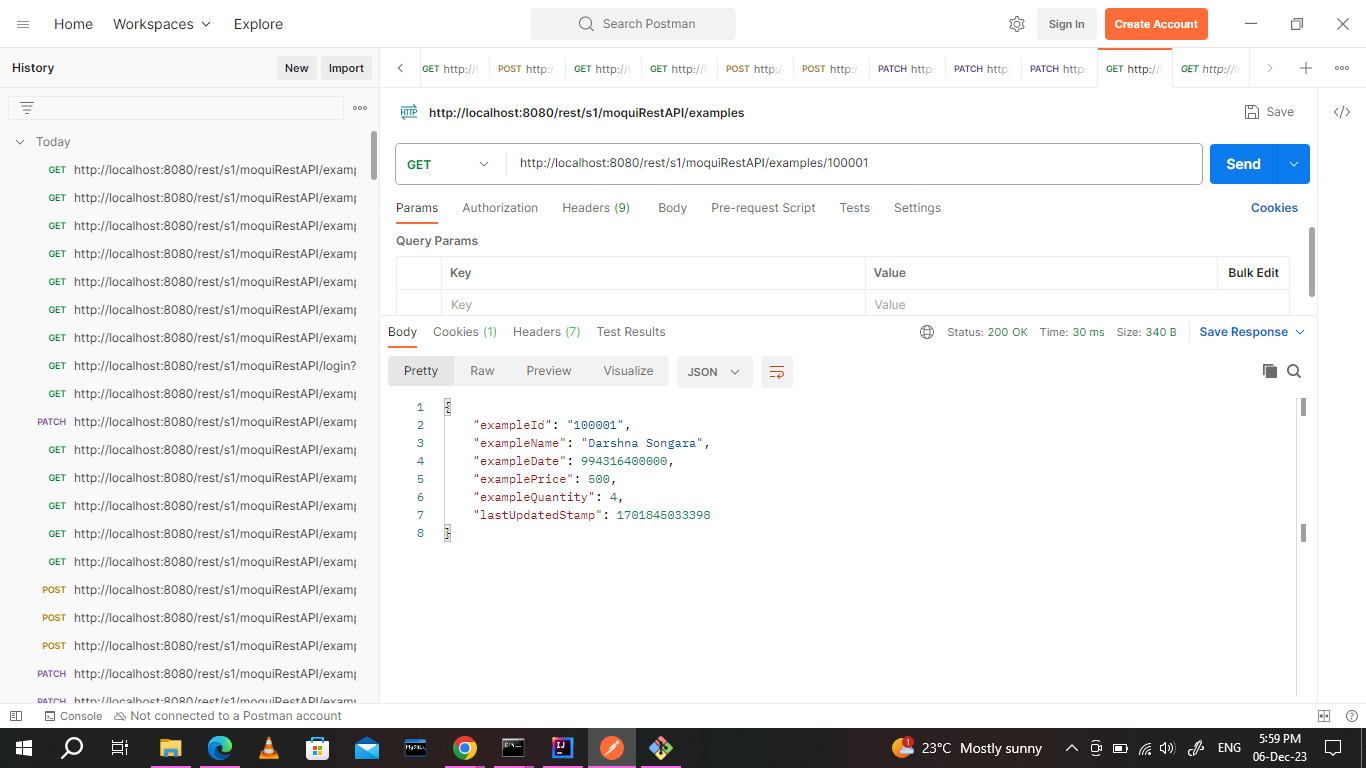 Home Workspaces Explore Search Postman Sign In Create Account
History New Import GET http://l POST http:/ GET http://l GET http://l POST http:/ POST http:/ PATCH http: PATCH http: PATCH http: GET http://l GET http://l
HTTP http://localhost:8080/rest/s1/moquiRestAPI/examples Save
Today
GET http://localhost:8080/rest/s1/moquiRestAPI/examp
GET http://localhost:8080/rest/s1/moquiRestAPI/examp
GET http://localhost:8080/rest/s1/moquiRestAPI/examp
GET http://localhost:8080/rest/s1/moquiRestAPI/examp
GET http://localhost:8080/rest/s1/moquiRestAPI/examp
GET http://localhost:8080/rest/s1/moquiRestAPI/examp
GET http://localhost:8080/rest/s1/moquiRestAPI/examp
GET http://localhost:8080/rest/s1/moquiRestAPI/login?
GET http://localhost:8080/rest/s1/moquiRestAPI/examp
PATCH http://localhost:8080/rest/s1/moquiRestAPI/examp
GET http://localhost:8080/rest/s1/moquiRestAPI/examp
GET http://localhost:8080/rest/s1/moquiRestAPI/examp
GET http://localhost:8080/rest/s1/moquiRestAPI/examp
GET http://localhost:8080/rest/s1/moquiRestAPI/examp
GET http://localhost:8080/rest/s1/moquiRestAPI/examp
POST http://localhost:8080/rest/s1/moquiRestAPI/examp
POST http://localhost:8080/rest/s1/moquiRestAPI/examp
POST http://localhost:8080/rest/s1/moquiRestAPI/examp
PATCH http://localhost:8080/rest/s1/moquiRestAPI/examp
PATCH http://localhost:8080/rest/s1/moquiRestAPI/examp
GET http://localhost:8080/rest/s1/moquiRestAPI/examples/100001 Send
Params Authorization Headers (9) Body Pre-request Script Tests Settings Cookies
Query Params
Key Value Bulk Edit
Key Value
Body Cookies (1) Headers (7) Test Results Status: 200 OK Time: 30 ms Size: 340 B Save Response
Pretty Raw Preview Visualize JSON
1 {
2 "exampleId": "100001",
3 "exampleName": "Darshna Songara",
4 "exampleDate": 994316400000,
5 "examplePrice": 500,
6 "exampleQuantity": 4,
7 "lastUpdatedStamp": 1701845033398
8 }
Console Not connected to a Postman account
1 23°C Mostly sunny ENG 5:59 PM
06-Dec-23